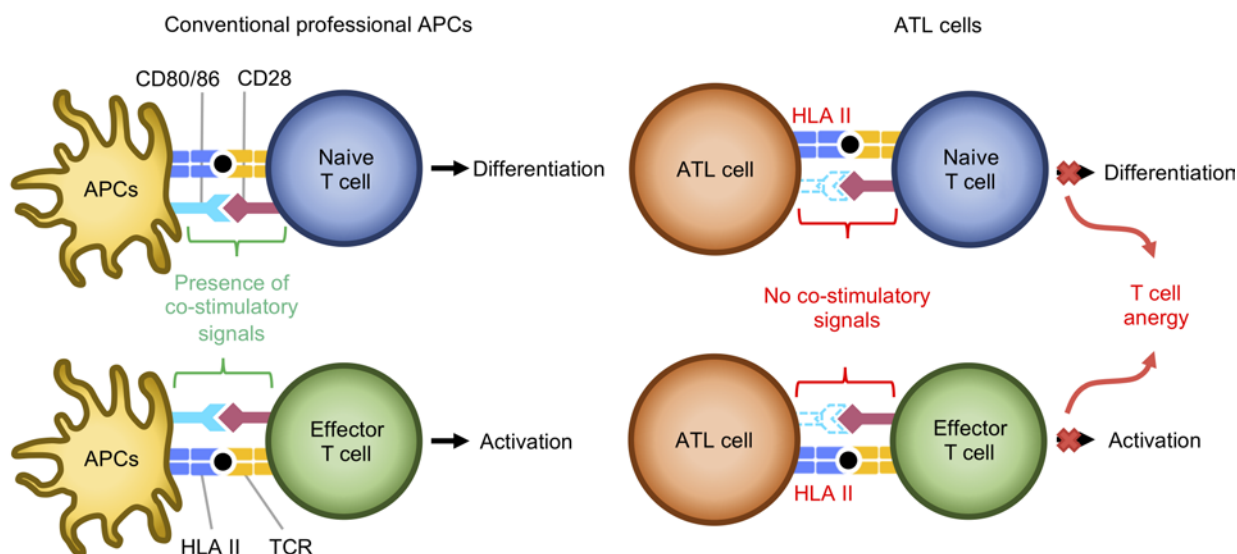 Conventional professional APCs
CD80/86
CD28
APCs
Naive
T cell
Differentiation
Presence of
co-stimulatory
signals
APCs
Effector
T cell
Activation
HLA II
TCR
ATL cells
HLA II
ATL cell
Naive
T cell
Differentiation
No co-stimulatory
signals
T cell
anergy
ATL cell
Effector
T cell
Activation
HLA II